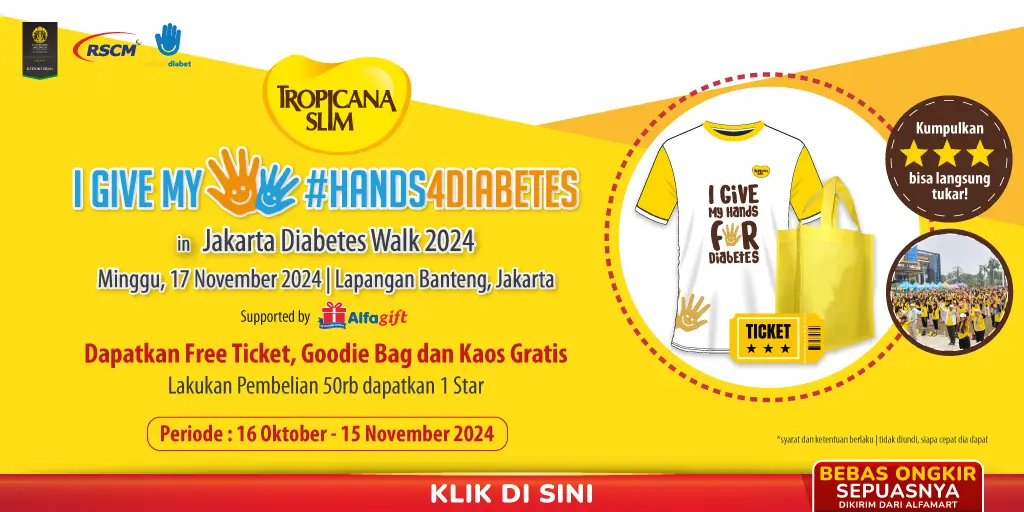 RSCM
diabet
TROPICANA
SLIM
I GIVE MY #HANDS4DIABETES
in Jakarta Diabetes Walk 2024
Minggu, 17 November 2024 | Lapangan Banteng, Jakarta
Supported by Alfagift
Dapatkan Free Ticket, Goodie Bag dan Kaos Gratis
Lakukan Pembelian 50rb dapatkan 1 Star
Periode : 16 Oktober - 15 November 2024
I GIVE
MY HANDS
FOR
DIABETES
TICKET
Kumpulkan
bisa langsung
tukar!
*syarat dan ketentuan berlaku | tidak diundi, siapa cepat dia dapat
KLIK DI SINI
BEBAS ONGKIR
SEPUASNYA
DIKIRIM DARI ALFAMART